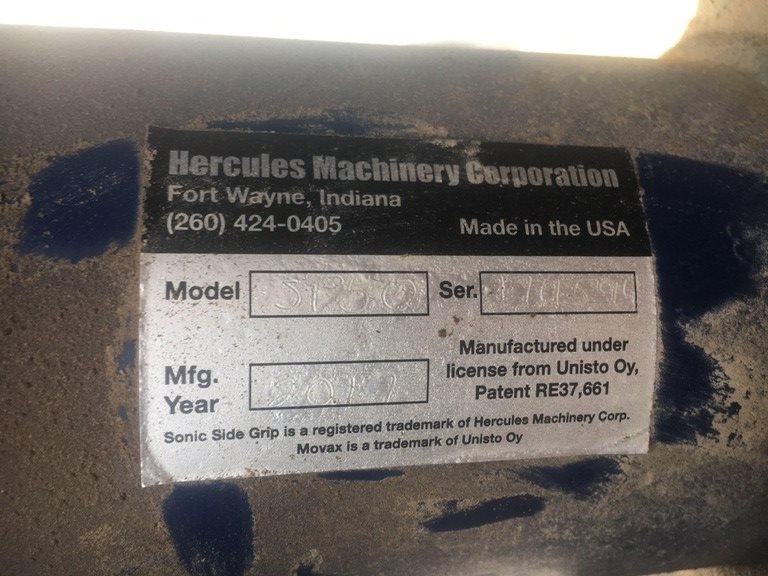 Hercules Machinery Corporation
Fort Wayne, Indiana
(260) 424-0405
Made in the USA
Model
Ser.
Manufactured under
license from Unisto Oy,
Patent RE37,661
Mfg.
Year
Sonic Side Grip is a registered trademark of Hercules Machinery Corp.
Movax is a trademark of Unisto Oy